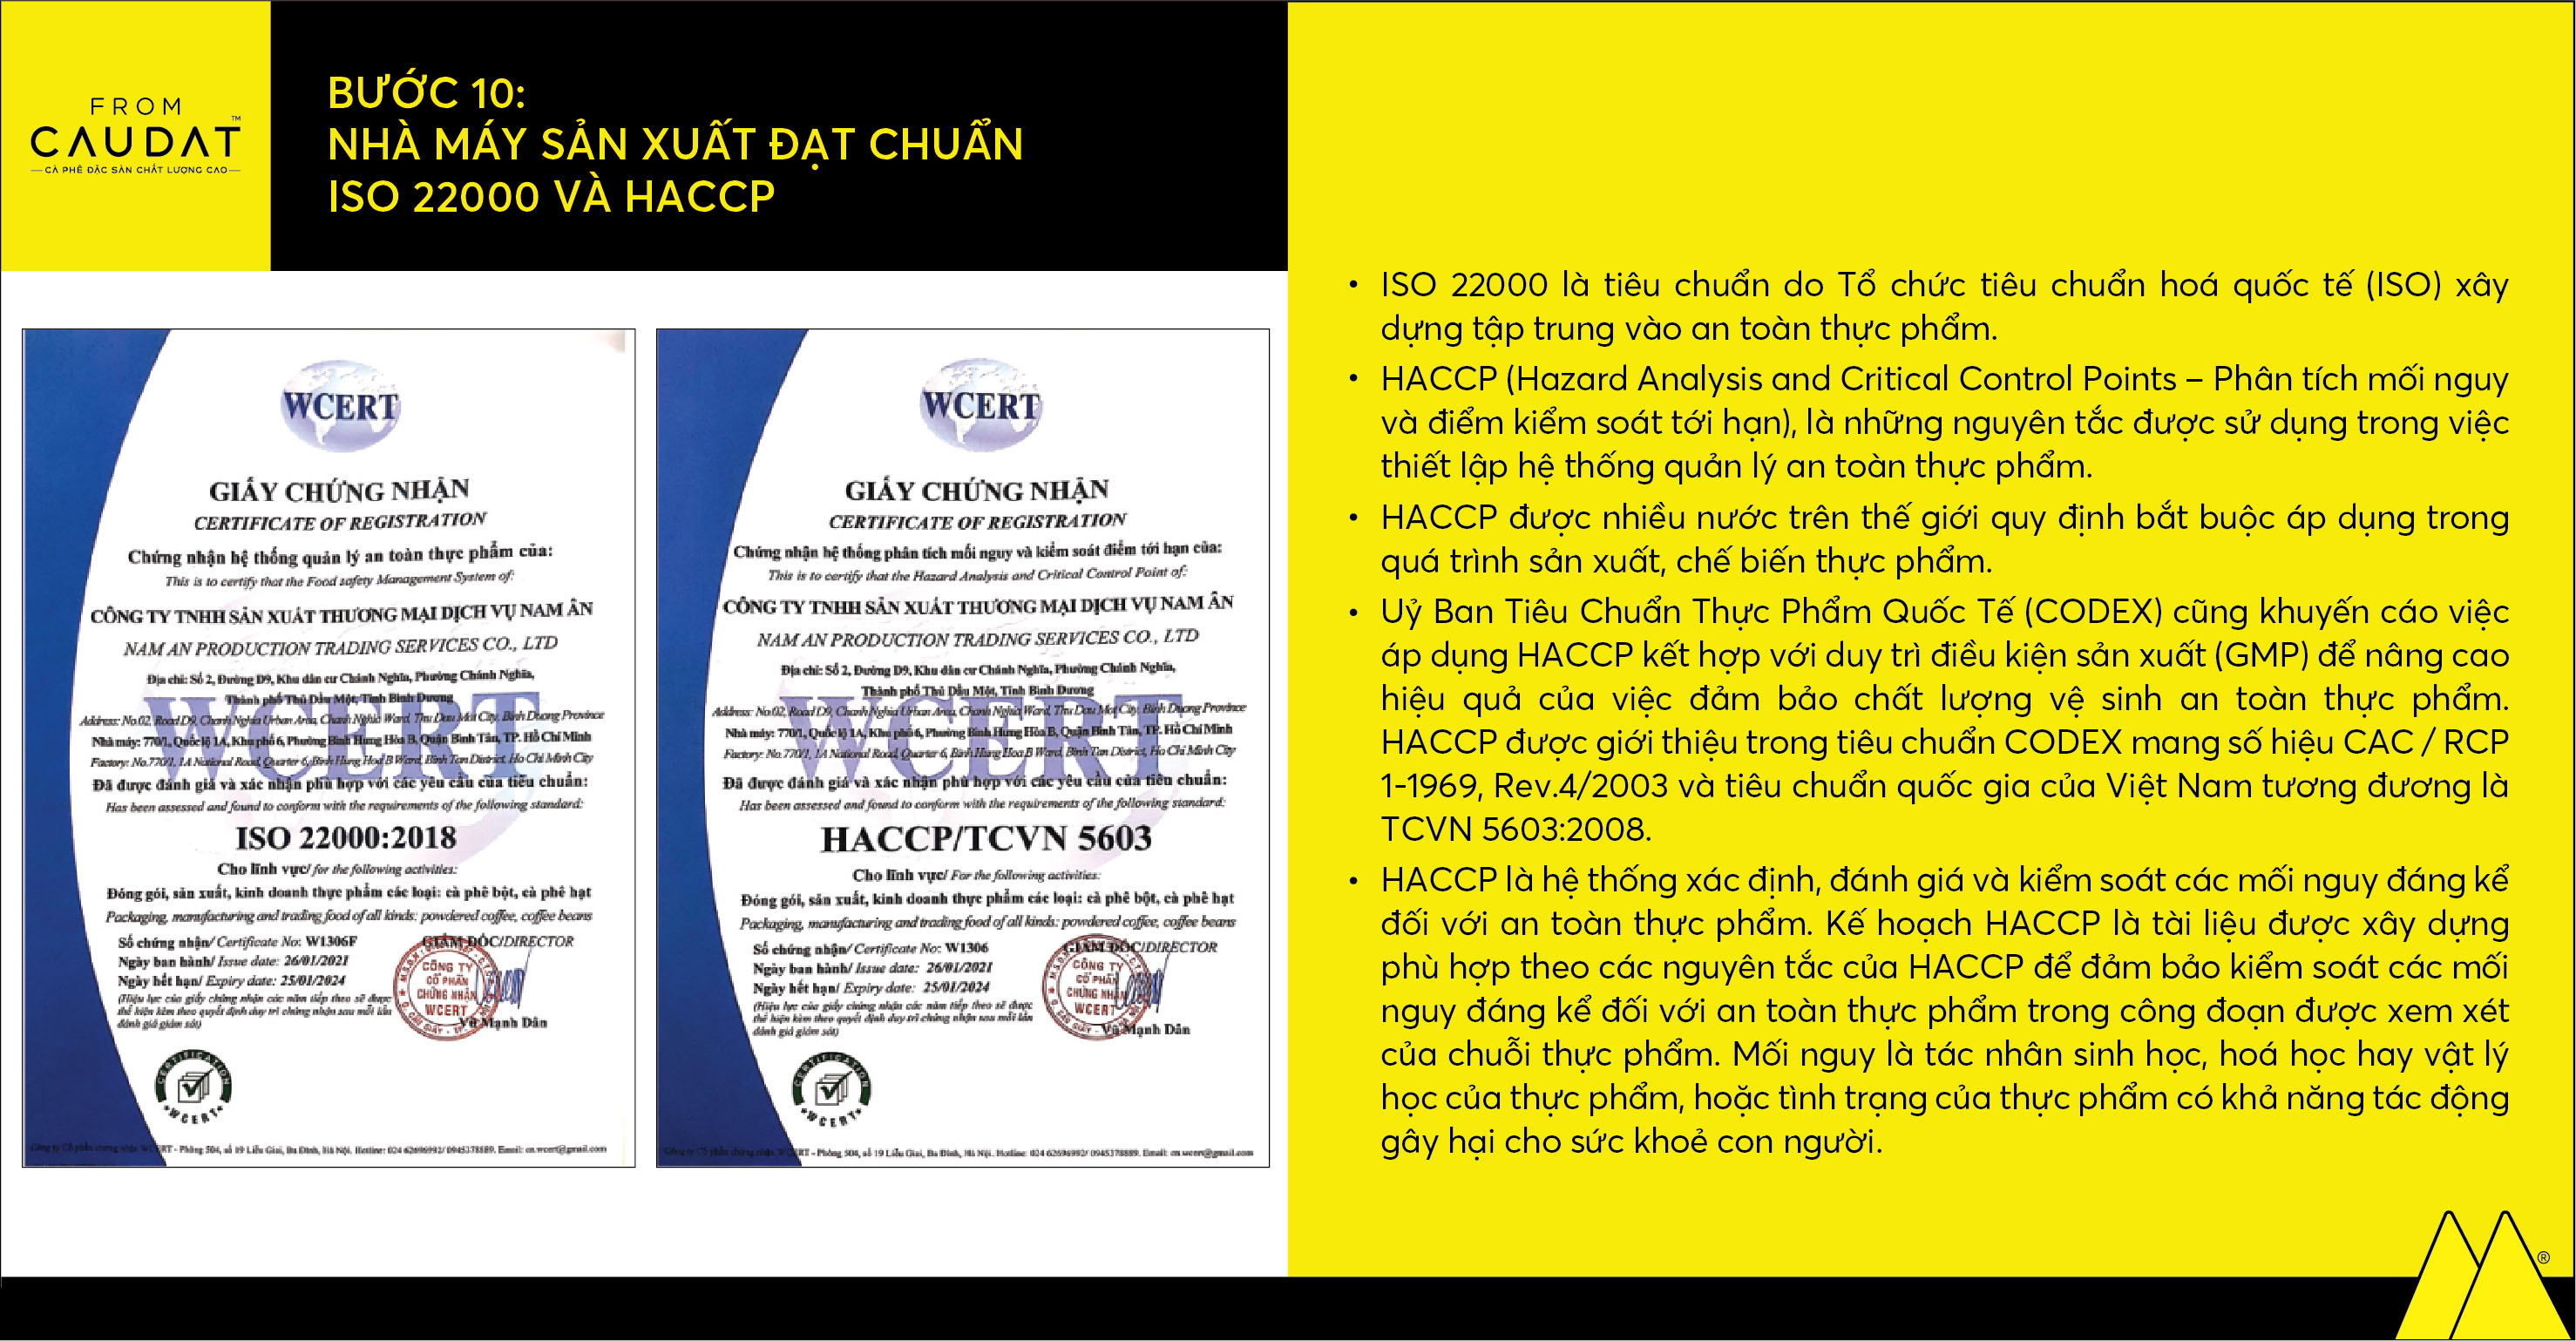 FROM
CAUDAT™
CÀ PHÊ ĐẶC SẢN CHẤT LƯỢNG CAO
BƯỚC 10:
NHÀ MÁY SẢN XUẤT ĐẠT CHUẨN
ISO 22000 VÀ HACCP
WCERT
GIẤY CHỨNG NHẬN
CERTIFICATE OF REGISTRATION
Chứng nhận hệ thống quản lý an toàn thực phẩm của:
This is to certify that the Food safety Management System of:
CÔNG TY TNHH SẢN XUẤT THƯƠNG MẠI DỊCH VỤ NAM ÂN
NAM AN PRODUCTION TRADING SERVICES CO., LTD
Địa chỉ: Số 2, Đường D9, Khu dân cư Chánh Nghĩa, Phường Chánh Nghĩa,
Thành phố Thủ Dầu Một, Tỉnh Bình Dương
Address: No.02, Road D9, Chanh Nghia Urban Area, Chanh Nghia Ward, Thu Dau Mot City, Binh Duong Province
Nhà máy: 770/1, Quốc lộ 1A, Khu phố 6, Phường Bình Hưng Hòa B, Quận Bình Tân, TP. Hồ Chí Minh
Factory: No.770/1, 1A National Road, Quarter 6, Binh Hung Hoa B Ward, Binh Tan District, Ho Chi Minh City
Đã được đánh giá và xác nhận phù hợp với các yêu cầu của tiêu chuẩn:
Has been assessed and found to conform with the requirements of the following standard:
ISO 22000:2018
Cho lĩnh vực/ for the following activities:
Đóng gói, sản xuất, kinh doanh thực phẩm các loại: cà phê bột, cà phê hạt
Packaging, manufacturing and trading food of all kinds: powdered coffee, coffee beans
Số chứng nhận/ Certificate No: W1306F
GIÁM ĐỐC/DIRECTOR
Ngày ban hành/ Issue date: 26/01/2021
Ngày hết hạn/ Expiry date: 25/01/2024
(Hiệu lực của giấy chứng nhận các năm tiếp theo sẽ được
thể hiện kèm theo quyết định duy trì chứng nhận sau mỗi lần
đánh giá giám sát)
CÔNG TY
CỔ PHẦN
CHỨNG NHẬN
WCERT
Vũ Mạnh Dân
CERTIFICATION
WCERT
Công ty Cổ phần chứng nhận WCERT - Phòng 504, số 19 Liễu Giai, Ba Đình, Hà Nội. Hotline: 024 62696992/ 0945378889. Email: cn.wcert@gmail.com
WCERT
GIẤY CHỨNG NHẬN
CERTIFICATE OF REGISTRATION
Chứng nhận hệ thống phân tích mối nguy và kiểm soát điểm tới hạn của:
This is to certify that the Hazard Analysis and Critical Control Point of:
CÔNG TY TNHH SẢN XUẤT THƯƠNG MẠI DỊCH VỤ NAM ÂN
NAM AN PRODUCTION TRADING SERVICES CO., LTD
Địa chỉ: Số 2, Đường D9, Khu dân cư Chánh Nghĩa, Phường Chánh Nghĩa,
Thành phố Thủ Dầu Một, Tỉnh Bình Dương
Address: No.02, Road D9, Chanh Nghia Urban Area, Chanh Nghia Ward, Thu Dau Mot City, Binh Duong Province
Nhà máy: 770/1, Quốc lộ 1A, Khu phố 6, Phường Bình Hưng Hòa B, Quận Bình Tân, TP. Hồ Chí Minh
Factory: No.770/1, 1A National Road, Quarter 6, Binh Hung Hoa B Ward, Binh Tan District, Ho Chi Minh City
Đã được đánh giá và xác nhận phù hợp với các yêu cầu của tiêu chuẩn:
Has been assessed and found to conform with the requirements of the following standard:
HACCP/TCVN 5603
Cho lĩnh vực/ For the following activities:
Đóng gói, sản xuất, kinh doanh thực phẩm các loại: cà phê bột, cà phê hạt
Packaging, manufacturing and trading food of all kinds: powdered coffee, coffee beans
Số chứng nhận/ Certificate No: W1306
GIÁM ĐỐC/DIRECTOR
Ngày ban hành/ Issue date: 26/01/2021
Ngày hết hạn/ Expiry date: 25/01/2024
(Hiệu lực của giấy chứng nhận các năm tiếp theo sẽ được
thể hiện kèm theo quyết định duy trì chứng nhận sau mỗi lần
đánh giá giám sát)
CÔNG TY
CỔ PHẦN
CHỨNG NHẬN
WCERT
Vũ Mạnh Dân
CERTIFICATION
WCERT
Công ty Cổ phần chứng nhận WCERT - Phòng 504, số 19 Liễu Giai, Ba Đình, Hà Nội. Hotline: 024 62696992/ 0945378889. Email: cn.wcert@gmail.com
• ISO 22000 là tiêu chuẩn do Tổ chức tiêu chuẩn hoá quốc tế (ISO) xây
dựng tập trung vào an toàn thực phẩm.
• HACCP (Hazard Analysis and Critical Control Points – Phân tích mối nguy
và điểm kiểm soát tới hạn), là những nguyên tắc được sử dụng trong việc
thiết lập hệ thống quản lý an toàn thực phẩm.
• HACCP được nhiều nước trên thế giới quy định bắt buộc áp dụng trong
quá trình sản xuất, chế biến thực phẩm.
• Uỷ Ban Tiêu Chuẩn Thực Phẩm Quốc Tế (CODEX) cũng khuyến cáo việc
áp dụng HACCP kết hợp với duy trì điều kiện sản xuất (GMP) để nâng cao
hiệu quả của việc đảm bảo chất lượng vệ sinh an toàn thực phẩm.
HACCP được giới thiệu trong tiêu chuẩn CODEX mang số hiệu CAC / RCP
1-1969, Rev.4/2003 và tiêu chuẩn quốc gia của Việt Nam tương đương là
TCVN 5603:2008.
• HACCP là hệ thống xác định, đánh giá và kiểm soát các mối nguy đáng kể
đối với an toàn thực phẩm. Kế hoạch HACCP là tài liệu được xây dựng
phù hợp theo các nguyên tắc của HACCP để đảm bảo kiểm soát các mối
nguy đáng kể đối với an toàn thực phẩm trong công đoạn được xem xét
của chuỗi thực phẩm. Mối nguy là tác nhân sinh học, hoá học hay vật lý
học của thực phẩm, hoặc tình trạng của thực phẩm có khả năng tác động
gây hại cho sức khoẻ con người.
®